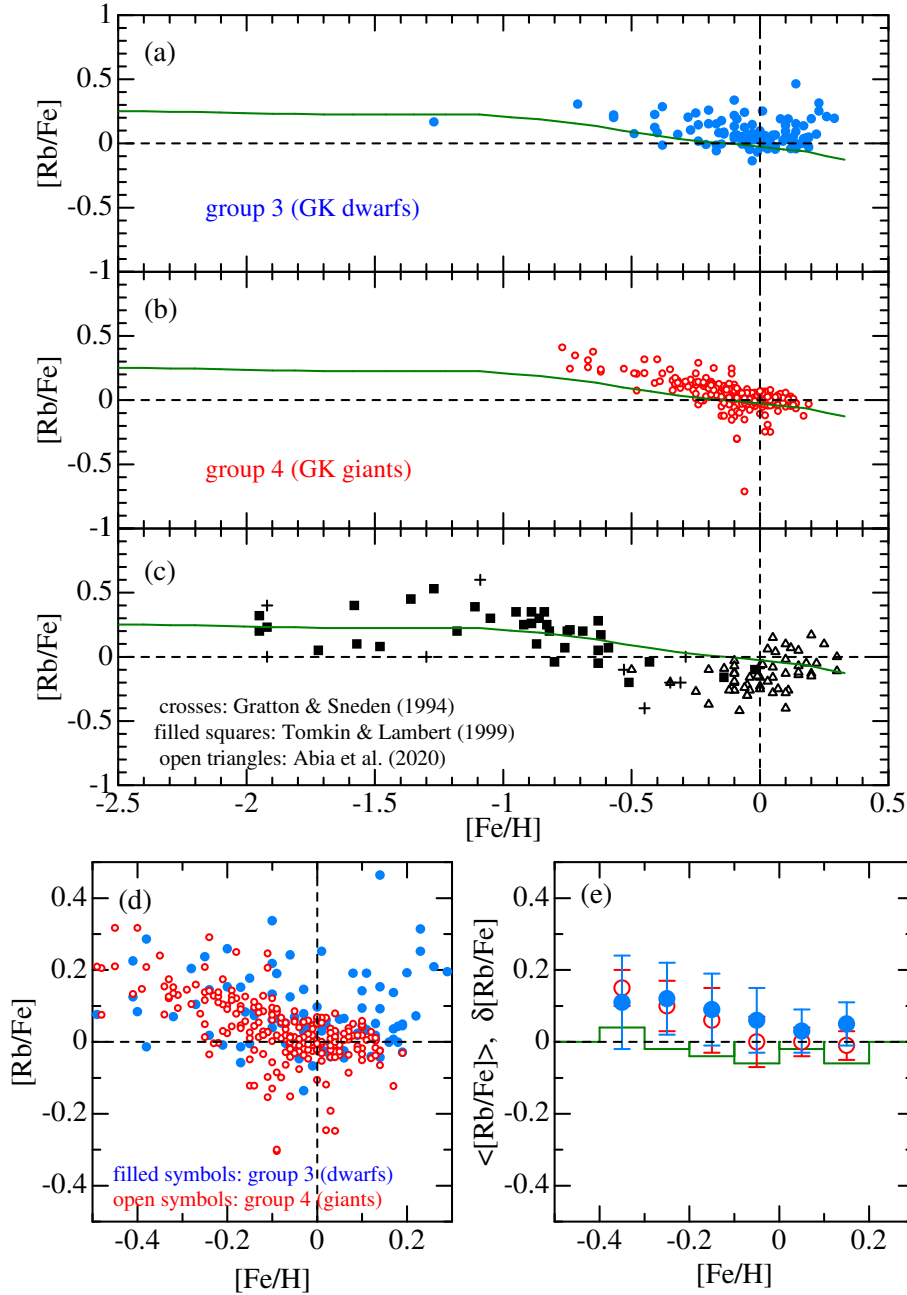 1
(a)
0.5
[Rb/Fe]
0
group 3 (GK dwarfs)
-0.5
-1
(b)
0.5
[Rb/Fe]
0
group 4 (GK giants)
-0.5
-1
(c)
0.5
[Rb/Fe]
0
crosses: Gratton & Sneden (1994)
filled squares: Tomkin & Lambert (1999)
open triangles: Abia et al. (2020)
-0.5
-1
-2.5 -2 -1.5 -1 -0.5 0 0.5
[Fe/H]
(d)
0.4
0.2
[Rb/Fe]
0
-0.2
filled symbols: group 3 (dwarfs)
open symbols: group 4 (giants)
-0.4
-0.4 -0.2 0 0.2
[Fe/H]
(e)
0.4
0.2
<[Rb/Fe]>, δ[Rb/Fe]
0
-0.2
-0.4
-0.4 -0.2 0 0.2
[Fe/H]